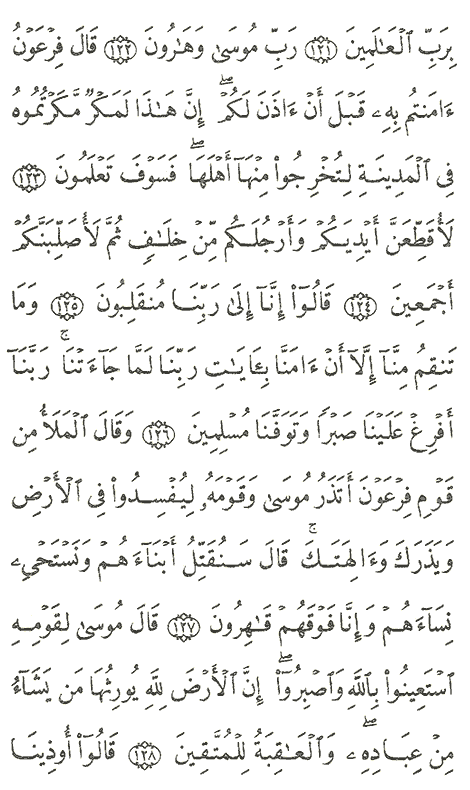 بِرَبِّ ٱلۡعَٰلَمِينَ ١٢١ رَبِّ مُوسَىٰ وَهَٰرُونَ ١٢٢ قَالَ فِرۡعَوۡنُ
ءَامَنتُم بِهِۦ قَبۡلَ أَنۡ ءَاذَنَ لَكُمۡۖ إِنَّ هَٰذَا لَمَكۡرٞ مَّكَرۡتُمُوهُ
فِي ٱلۡمَدِينَةِ لِتُخۡرِجُواْ مِنۡهَآ أَهۡلَهَاۖ فَسَوۡفَ تَعۡلَمُونَ ١٢٣
لَأُقَطِّعَنَّ أَيۡدِيَكُمۡ وَأَرۡجُلَكُم مِّنۡ خِلَٰفٖ ثُمَّ لَأُصَلِّبَنَّكُمۡ
أَجۡمَعِينَ ١٢٤ قَالُوٓاْ إِنَّآ إِلَىٰ رَبِّنَا مُنقَلِبُونَ ١٢٥ وَمَا
تَنقِمُ مِنَّآ إِلَّآ أَنۡ ءَامَنَّا بِـَٔايَٰتِ رَبِّنَا لَمَّا جَآءَتۡنَاۚ رَبَّنَآ
أَفۡرِغۡ عَلَيۡنَا صَبۡرٗا وَتَوَفَّنَا مُسۡلِمِينَ ١٢٦ وَقَالَ ٱلۡمَلَأُ مِن
قَوۡمِ فِرۡعَوۡنَ أَتَذَرُ مُوسَىٰ وَقَوۡمَهُۥ لِيُفۡسِدُواْ فِي ٱلۡأَرۡضِ
وَيَذَرَكَ وَءَالِهَتَكَۚ قَالَ سَنُقَتِّلُ أَبۡنَآءَهُمۡ وَنَسۡتَحۡيِۦ
نِسَآءَهُمۡ وَإِنَّا فَوۡقَهُمۡ قَٰهِرُونَ ١٢٧ قَالَ مُوسَىٰ لِقَوۡمِهِ
ٱسۡتَعِينُواْ بِٱللَّهِ وَٱصۡبِرُوٓاْۖ إِنَّ ٱلۡأَرۡضَ لِلَّهِ يُورِثُهَا مَن يَشَآءُ
مِنۡ عِبَادِهِۦۖ وَٱلۡعَٰقِبَةُ لِلۡمُتَّقِينَ ١٢٨ قَالُوٓاْ أُوذِينَا